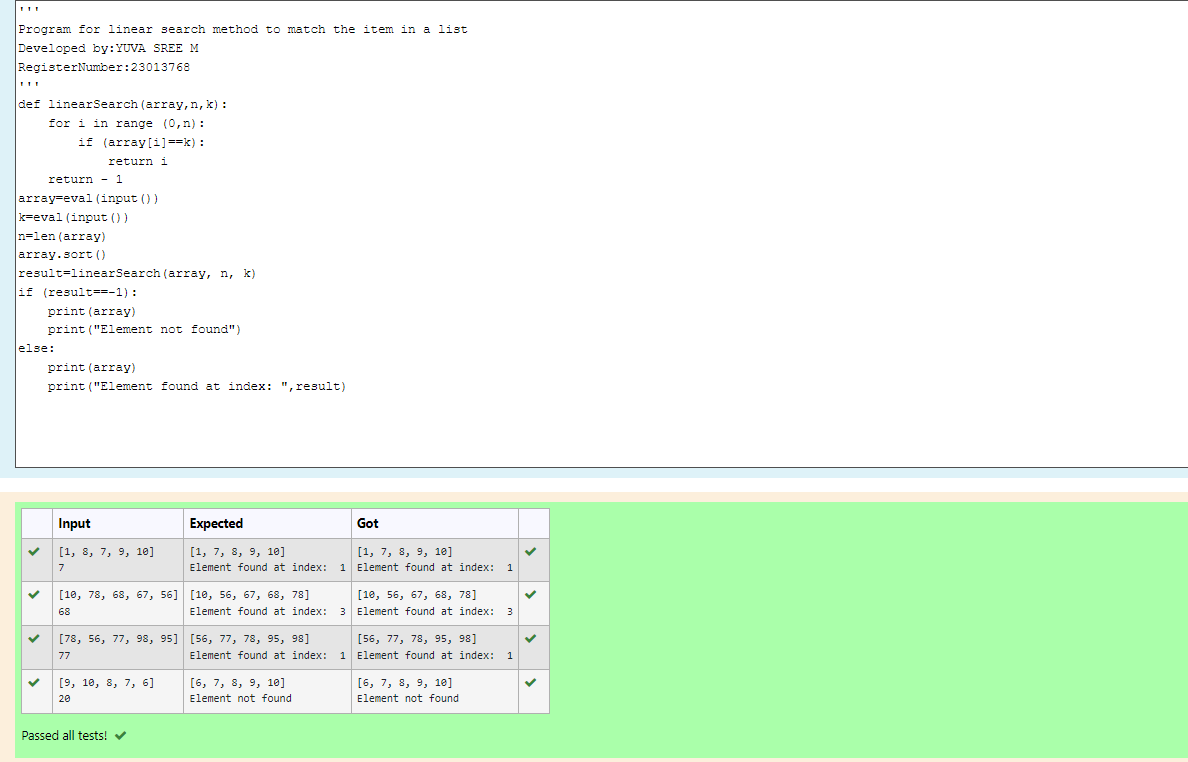 '''
Program for linear search method to match the item in a list
Developed by:YUVA SREE M
RegisterNumber:23013768
'''
def linearSearch(array,n,k):
    for i in range (0,n):
        if (array[i]==k):
            return i
    return - 1
array=eval(input())
k=eval(input())
n=len(array)
array.sort()
result=linearSearch(array, n, k)
if (result==-1):
    print(array)
    print("Element not found")
else:
    print(array)
    print("Element found at index: ",result)
Input Expected Got
[1, 8, 7, 9, 10] [1, 7, 8, 9, 10] [1, 7, 8, 9, 10]
7 Element found at index:  1 Element found at index:  1
[10, 78, 68, 67, 56] [10, 56, 67, 68, 78] [10, 56, 67, 68, 78]
68 Element found at index:  3 Element found at index:  3
[78, 56, 77, 98, 95] [56, 77, 78, 95, 98] [56, 77, 78, 95, 98]
77 Element found at index:  1 Element found at index:  1
[9, 10, 8, 7, 6] [6, 7, 8, 9, 10] [6, 7, 8, 9, 10]
20 Element not found Element not found
Passed all tests!